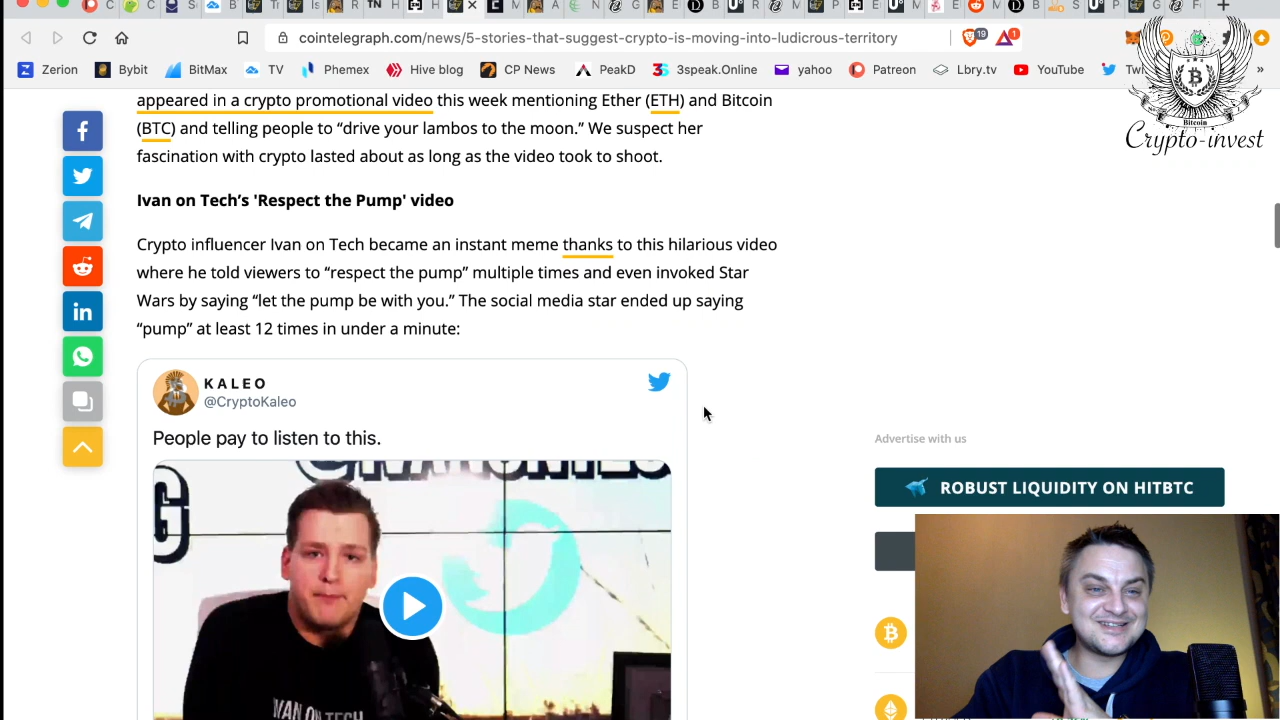 cointelegraph.com/news/5-stories-that-suggest-crypto-is-moving-into-ludicrous-territory
19
1
Zerion
Bybit
BitMax
TV
Phemex
Hive blog
CP News
PeakD
3speak.Online
yahoo
Patreon
Lbry.tv
YouTube
»
Bitcoin
Crypto-invest
appeared in a crypto promotional video this week mentioning Ether (ETH) and Bitcoin
(BTC) and telling people to “drive your lambos to the moon.” We suspect her
fascination with crypto lasted about as long as the video took to shoot.
Ivan on Tech’s 'Respect the Pump' video
Crypto influencer Ivan on Tech became an instant meme thanks to this hilarious video
where he told viewers to “respect the pump” multiple times and even invoked Star
Wars by saying “let the pump be with you.” The social media star ended up saying
“pump” at least 12 times in under a minute:
KALEO
@CryptoKaleo
People pay to listen to this.
IVAN ON TECH
Advertise with us
ROBUST LIQUIDITY ON HITBTC